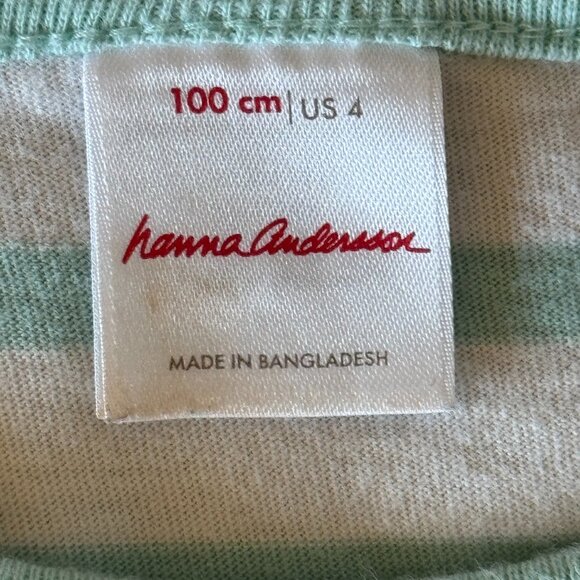 100 cm | US 4
hanna andersson
MADE IN BANGLADESH